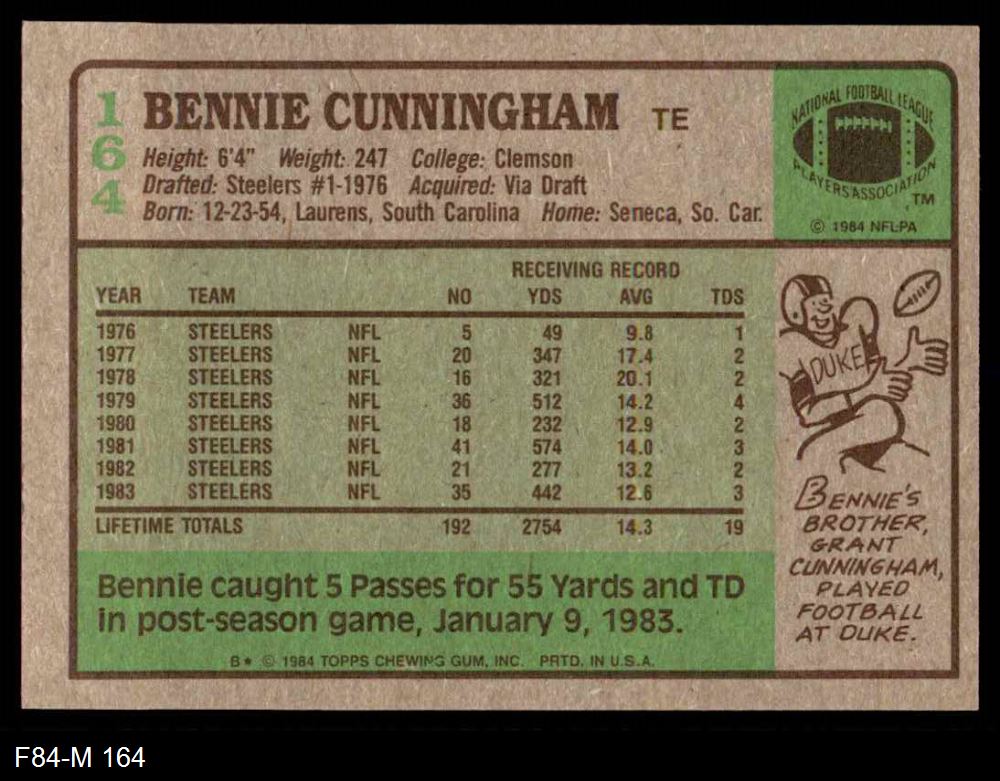 164
BENNIE CUNNINGHAM TE
Height: 6'4" Weight: 247 College: Clemson
Drafted: Steelers #1-1976 Acquired: Via Draft
Born: 12-23-54, Laurens, South Carolina Home: Seneca, So. Car.
NATIONAL FOOTBALL LEAGUE
PLAYERS ASSOCIATION
TM
© 1984 NFLPA
RECEIVING RECORD
YEAR TEAM NO YDS AVG TDS
1976 STEELERS NFL 5 49 9.8 1
1977 STEELERS NFL 20 347 17.4 2
1978 STEELERS NFL 16 321 20.1 2
1979 STEELERS NFL 36 512 14.2 4
1980 STEELERS NFL 18 232 12.9 2
1981 STEELERS NFL 41 574 14.0 3
1982 STEELERS NFL 21 277 13.2 2
1983 STEELERS NFL 35 442 12.6 3
LIFETIME TOTALS 192 2754 14.3 19
Bennie caught 5 Passes for 55 Yards and TD
in post-season game, January 9, 1983.
B* © 1984 TOPPS CHEWING GUM, INC. PRTD. IN U.S.A.
DUKE
BENNIE'S
BROTHER,
GRANT
CUNNINGHAM,
PLAYED
FOOTBALL
AT DUKE.
F84-M 164